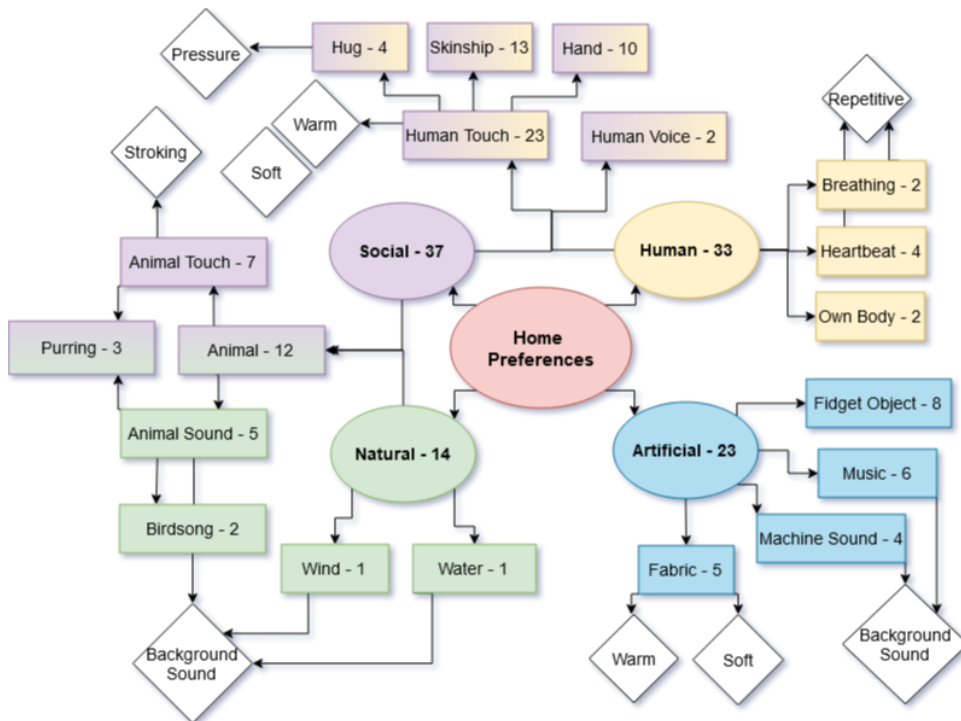 Pressure
Hug - 4
Skinship - 13
Hand - 10
Repetitive
Warm
Human Touch - 23
Human Voice - 2
Stroking
Soft
Breathing - 2
Social - 37
Human - 33
Heartbeat - 4
Animal Touch - 7
Own Body - 2
Purring - 3
Animal - 12
Home
Preferences
Fidget Object - 8
Animal Sound - 5
Natural - 14
Artificial - 23
Music - 6
Birdsong - 2
Machine Sound - 4
Wind - 1
Water - 1
Fabric - 5
Background
Sound
Warm
Soft
Background
Sound